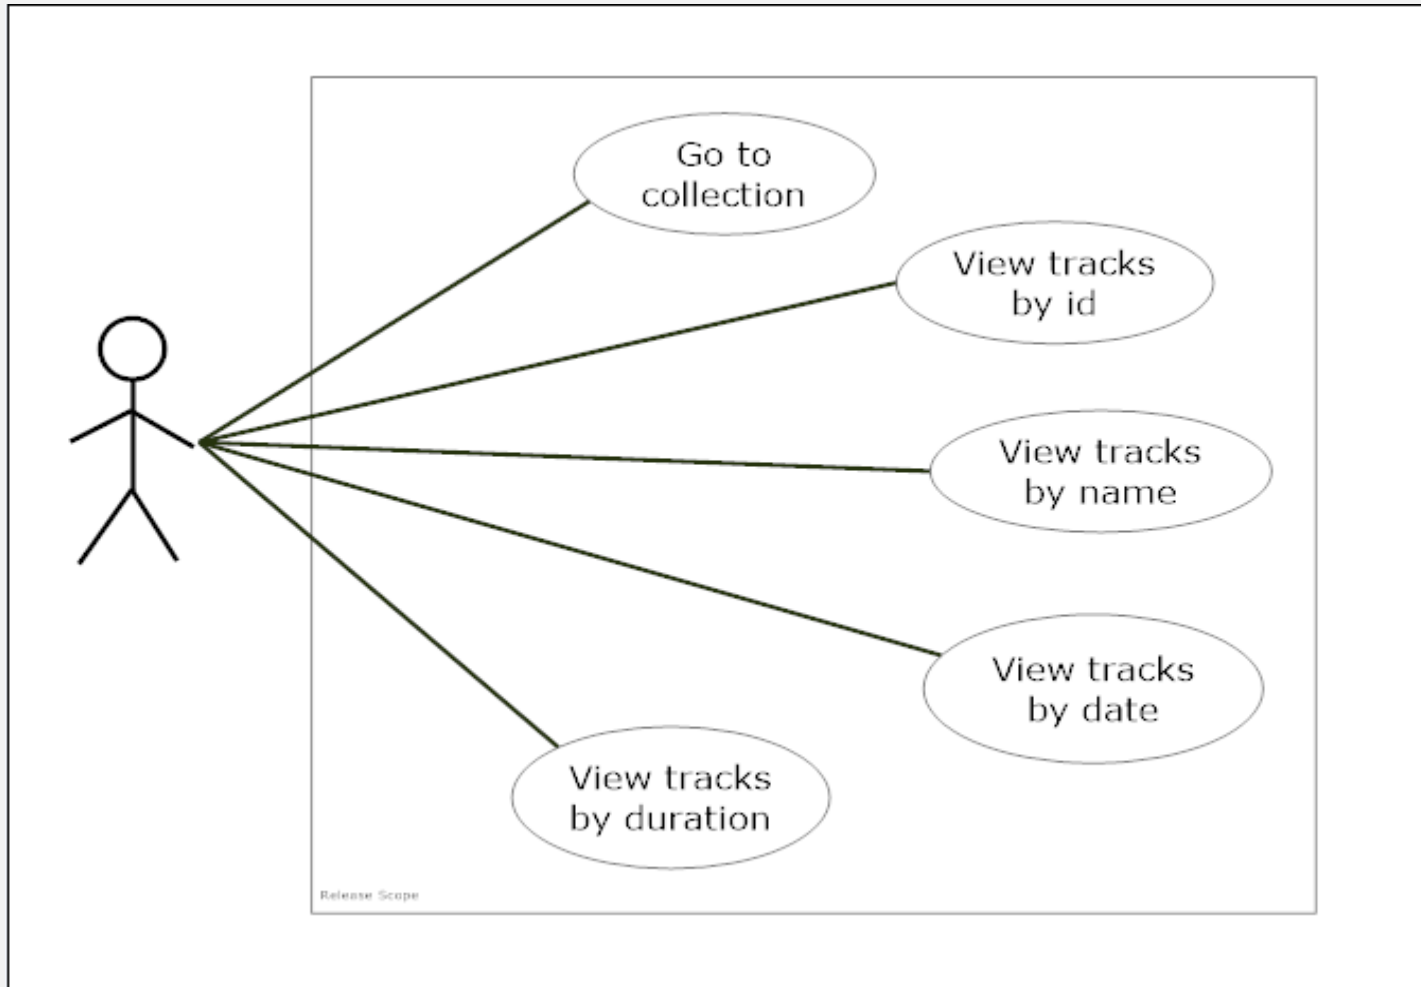 Go to
collection
View tracks
by id
View tracks
by name
View tracks
by date
View tracks
by duration
Release Scope